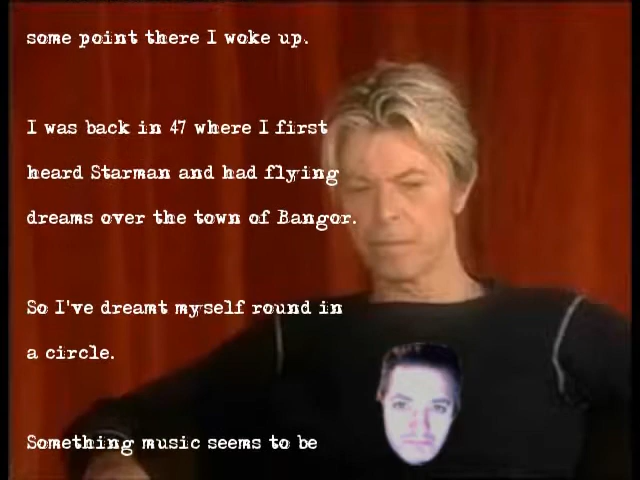 some point there I woke up.
I was back in 47 where I first
heard Starman and had flying
dreams over the town of Bangor.
So I've dreamt myself round in
a circle.
Something music seems to be